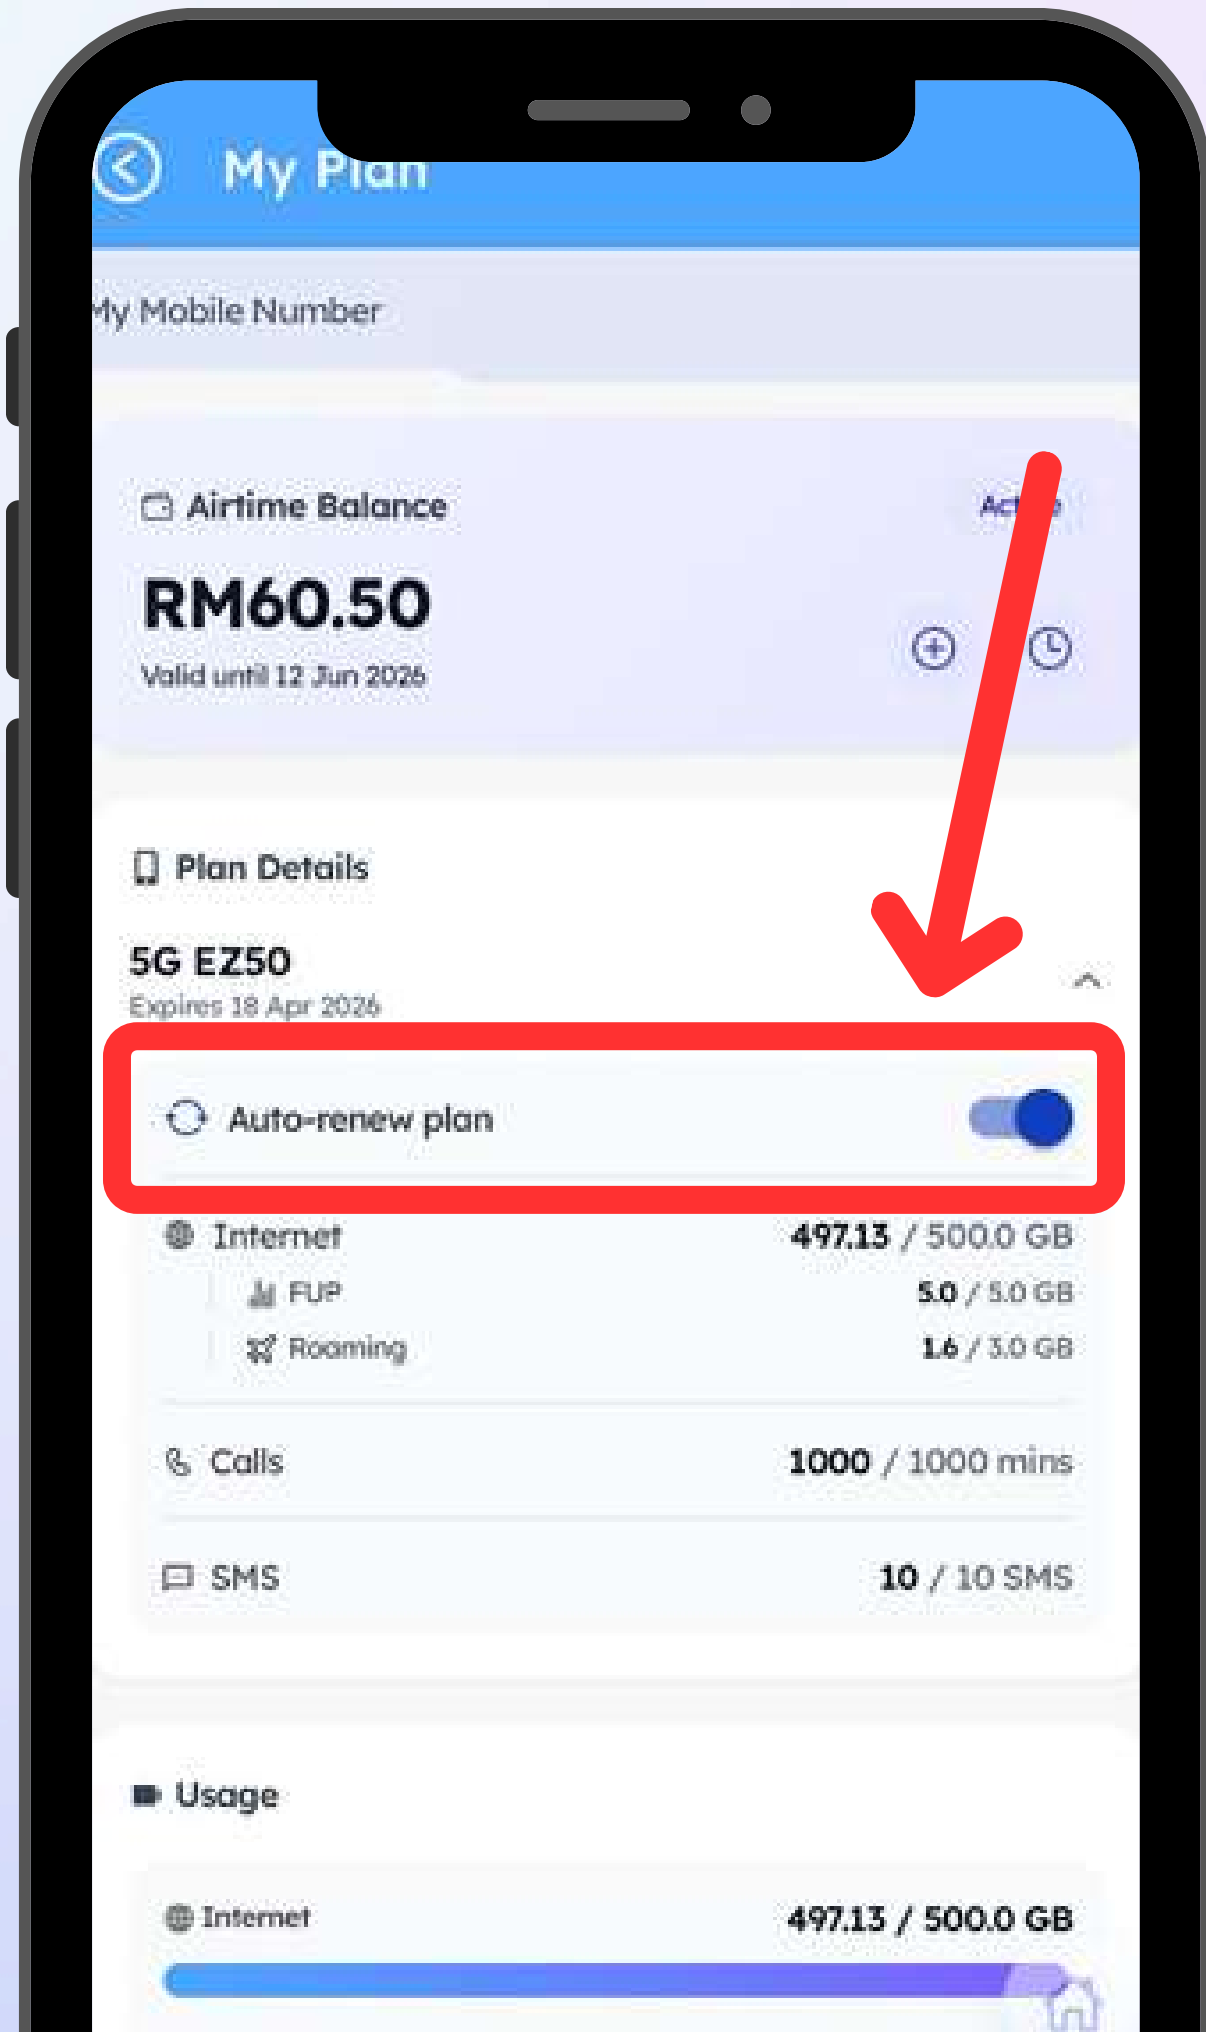 My Plan
My Mobile Number
Airtime Balance
Active
RM60.50
Valid until 12 Jun 2026
Plan Details
5G EZ50
Expires 18 Apr 2026
Auto-renew plan
Internet 497.13 / 500.0 GB
FUP 5.0 / 5.0 GB
Roaming 1.6 / 3.0 GB
Calls 1000 / 1000 mins
SMS 10 / 10 SMS
Usage
Internet 497.13 / 500.0 GB